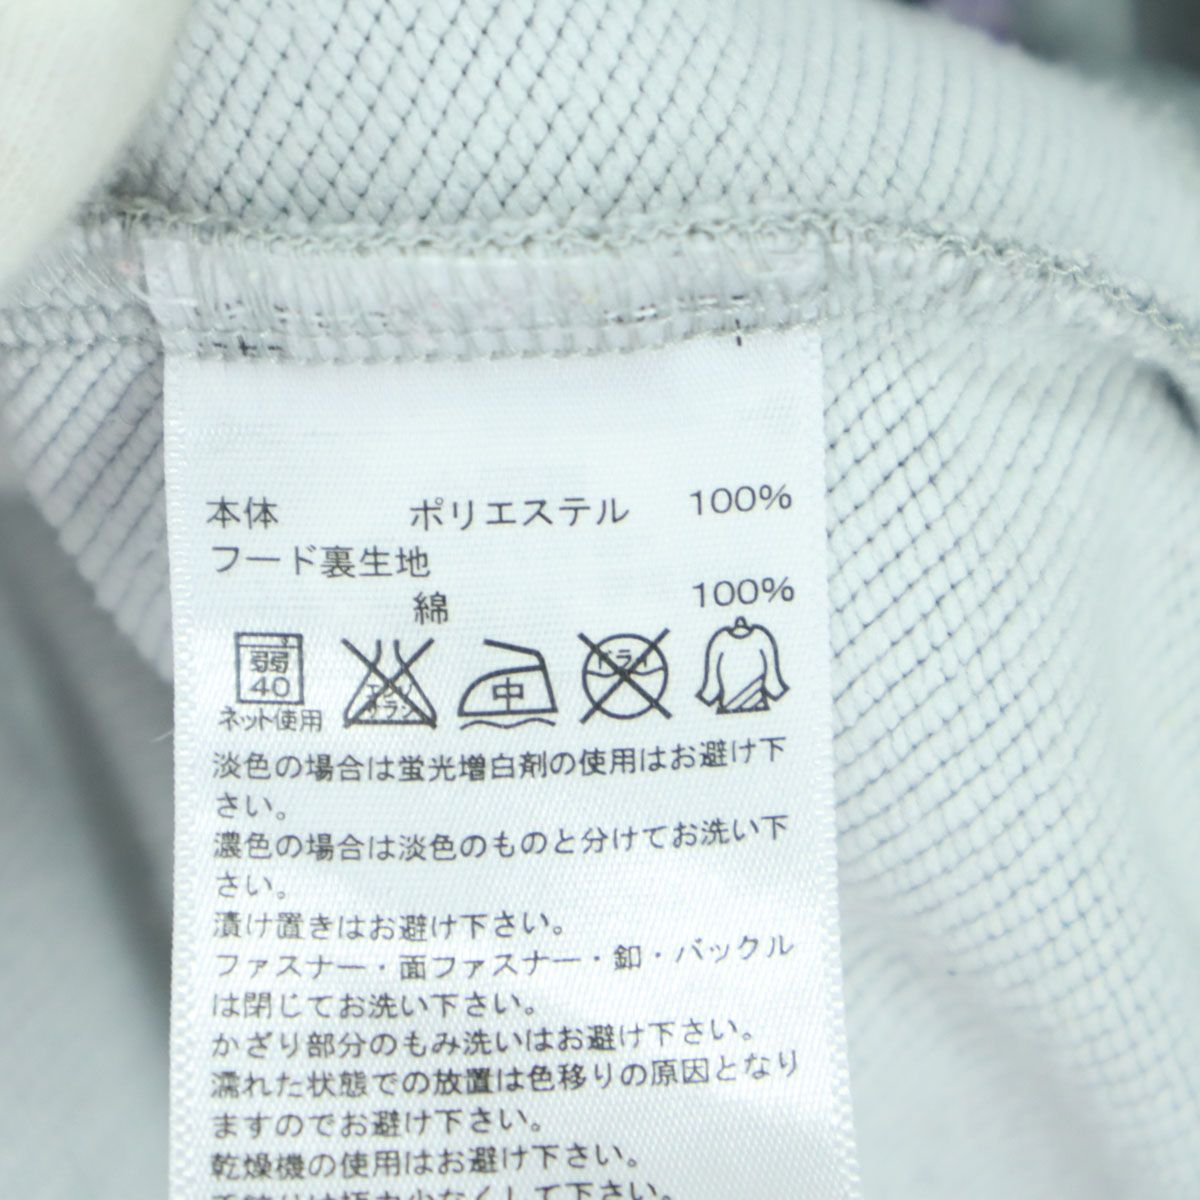 本体 ポリエステル 100%
フード裏生地
綿 100%
弱
40
エンソ
サラシ
中
ドライ
ネット使用
淡色の場合は蛍光増白剤の使用はお避け下
さい。
濃色の場合は淡色のものと分けてお洗い下
さい。
漬け置きはお避け下さい。
ファスナー・面ファスナー・釦・バックル
は閉じてお洗い下さい。
かざり部分のもみ洗いはお避け下さい。
濡れた状態での放置は色移りの原因となり
ますのでお避け下さい。
乾燥機の使用はお避け下さい。